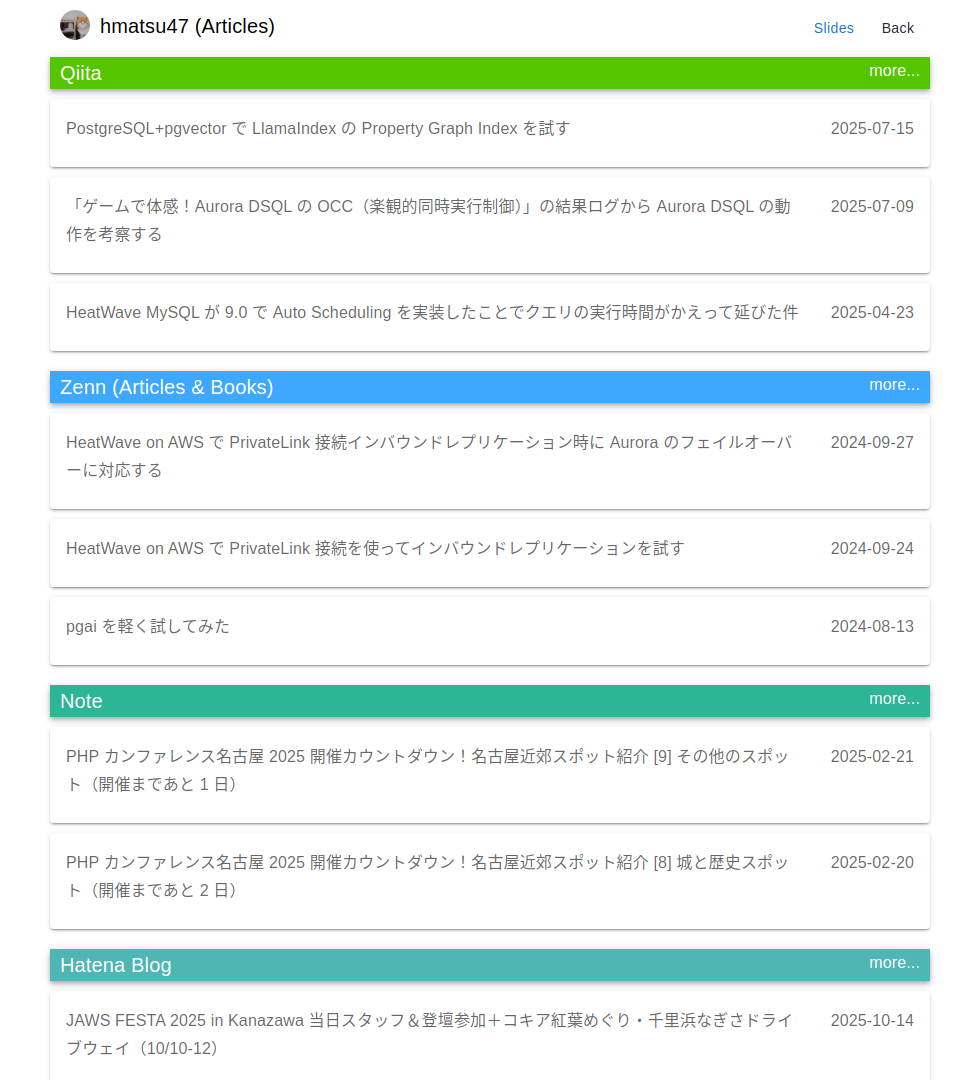 hmatsu47 (Articles)
Slides
Back
Qiita
more...
PostgreSQL+pgvector で LlamaIndex の Property Graph Index を試す
2025-07-15
「ゲームで体感！Aurora DSQL の OCC（楽観的同時実行制御）」の結果ログから Aurora DSQL の動
作を考察する
2025-07-09
HeatWave MySQL が 9.0 で Auto Scheduling を実装したことでクエリの実行時間がかえって延びた件
2025-04-23
Zenn (Articles & Books)
more...
HeatWave on AWS で PrivateLink 接続インバウンドレプリケーション時に Aurora のフェイルオーバ
ーに対応する
2024-09-27
HeatWave on AWS で PrivateLink 接続を使ってインバウンドレプリケーションを試す
2024-09-24
pgai を軽く試してみた
2024-08-13
Note
more...
PHP カンファレンス名古屋 2025 開催カウントダウン！名古屋近郊スポット紹介 [9] その他のスポッ
ト（開催まであと 1 日）
2025-02-21
PHP カンファレンス名古屋 2025 開催カウントダウン！名古屋近郊スポット紹介 [8] 城と歴史スポッ
ト（開催まであと 2 日）
2025-02-20
Hatena Blog
more...
JAWS FESTA 2025 in Kanazawa 当日スタッフ＆登壇参加＋コキア紅葉めぐり・千里浜なぎさドライ
ブウェイ（10/10-12）
2025-10-14